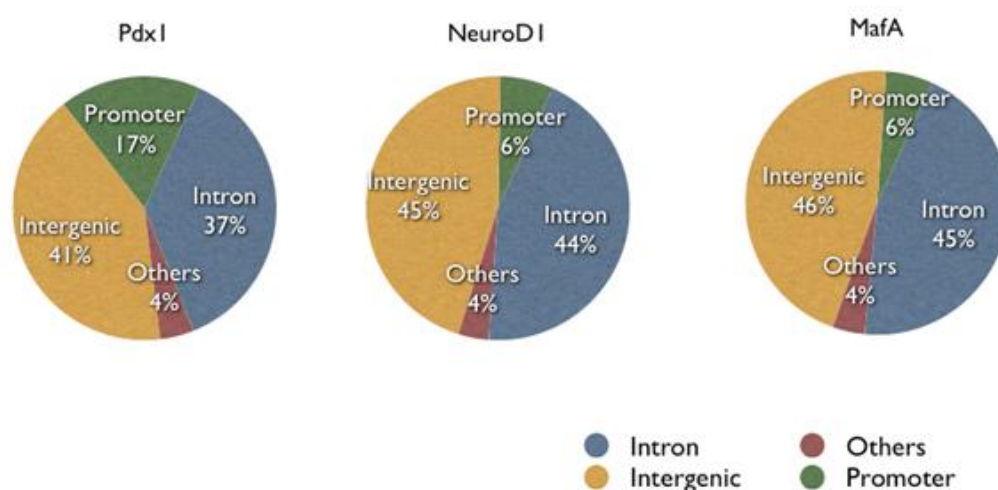 Pdx1
NeuroD1
MafA
Promoter
17%
Intron
37%
Intergenic
41%
Others
4%
Promoter
6%
Intergenic
45%
Intron
44%
Others
4%
Promoter
6%
Intergenic
46%
Intron
45%
Others
4%
Intron
Others
Intergenic
Promoter